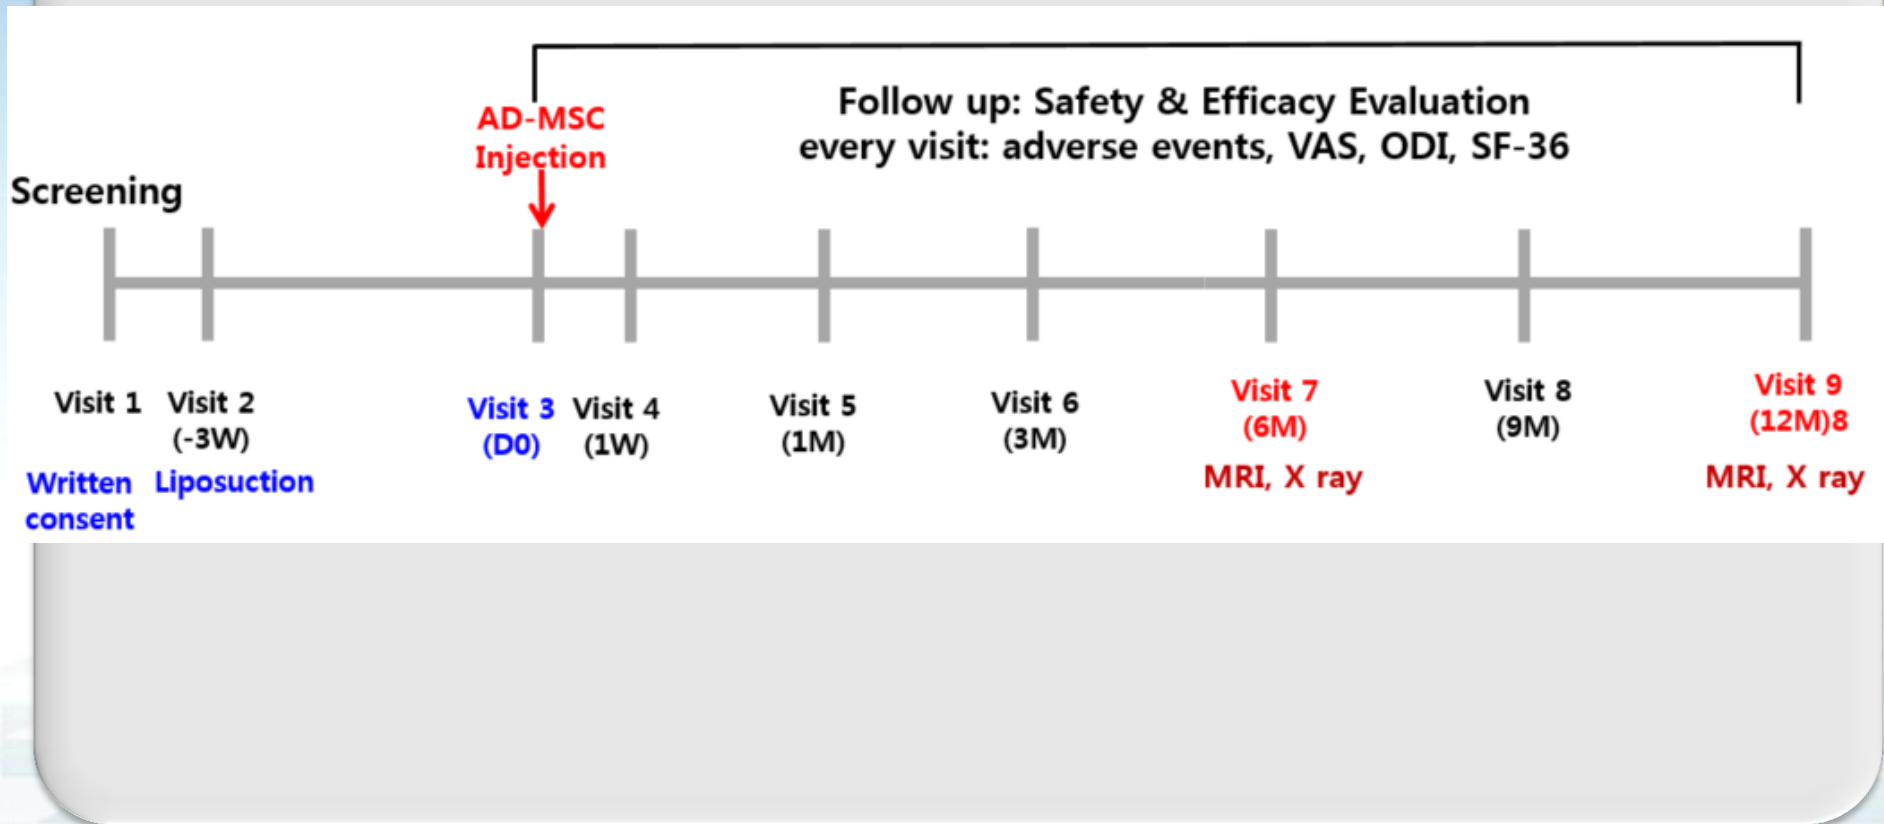 AD-MSC
Injection
Follow up: Safety & Efficacy Evaluation
every visit: adverse events, VAS, ODI, SF-36
Screening
Visit 1
Written
consent
Visit 2
(-3W)
Liposuction
Visit 3
(D0)
Visit 4
(1W)
Visit 5
(1M)
Visit 6
(3M)
Visit 7
(6M)
MRI, X ray
Visit 8
(9M)
Visit 9
(12M)8
MRI, X ray